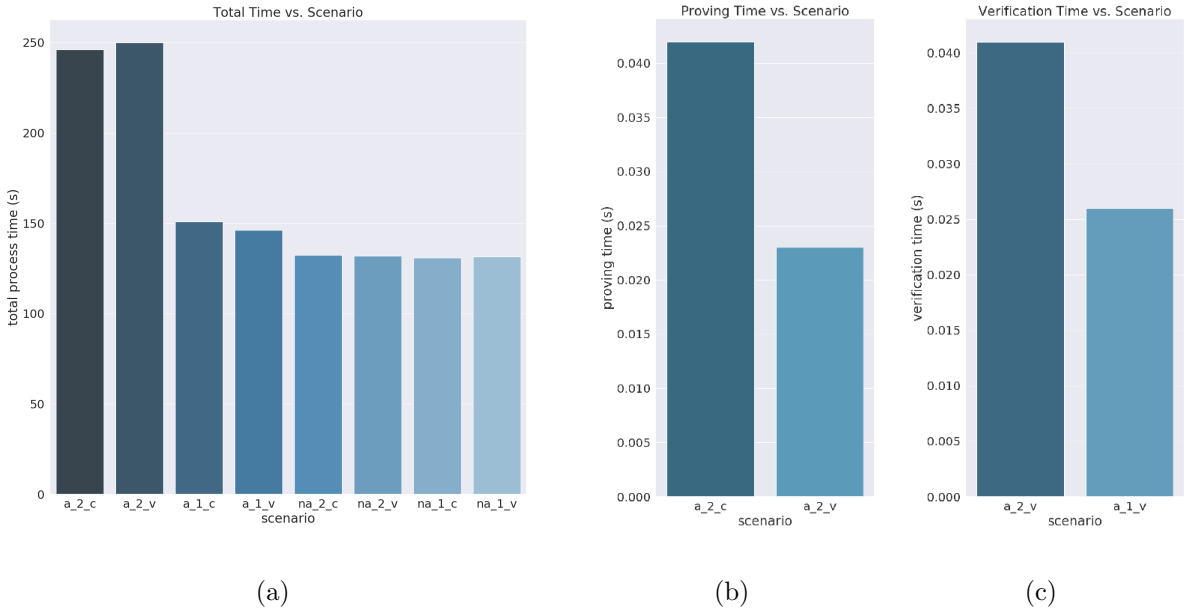 Total Time vs. Scenario
total process time (s)
250
200
150
100
50
0
a_2_c a_2_v a_1_c a_1_v na_2_c na_2_v na_1_c na_1_v
scenario
(a)
Proving Time vs. Scenario
proving time (s)
0.040
0.035
0.030
0.025
0.020
0.015
0.010
0.005
0.000
a_2_c a_2_v
scenario
(b)
Verification Time vs. Scenario
verification time (s)
0.040
0.035
0.030
0.025
0.020
0.015
0.010
0.005
0.000
a_2_v a_1_v
scenario
(c)